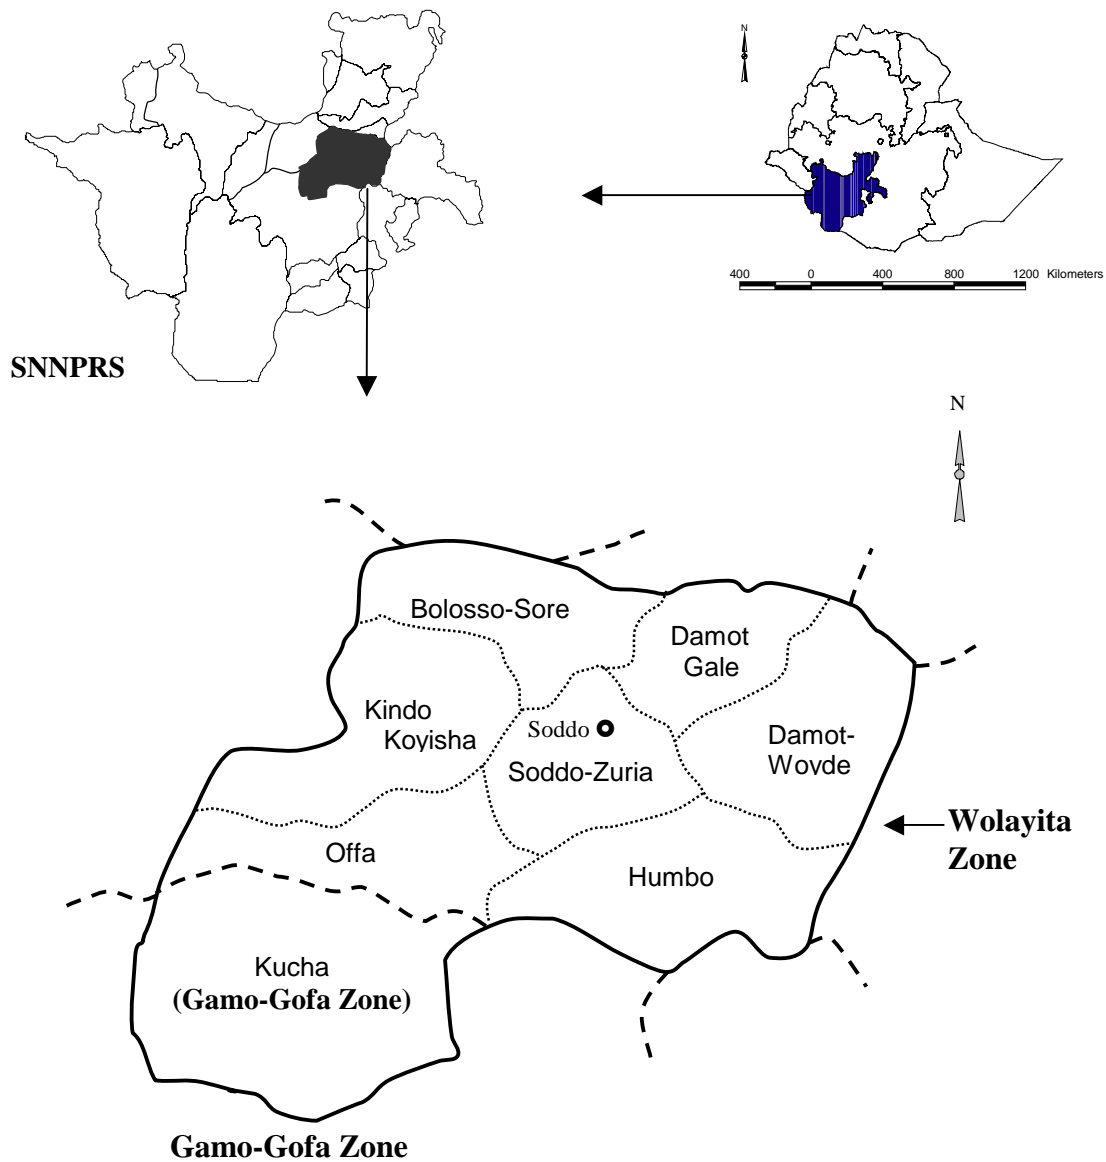 N
400 0 400 800 1200 Kilometers
SNNPRS
N
Bolosso-Sore
Damot
Gale
Kindo
Koyisha
Soddo
Soddo-Zuria
Damot-
Woyde
Wolayita
Zone
Offa
Humbo
Kucha
(Gamo-Gofa Zone)
Gamo-Gofa Zone